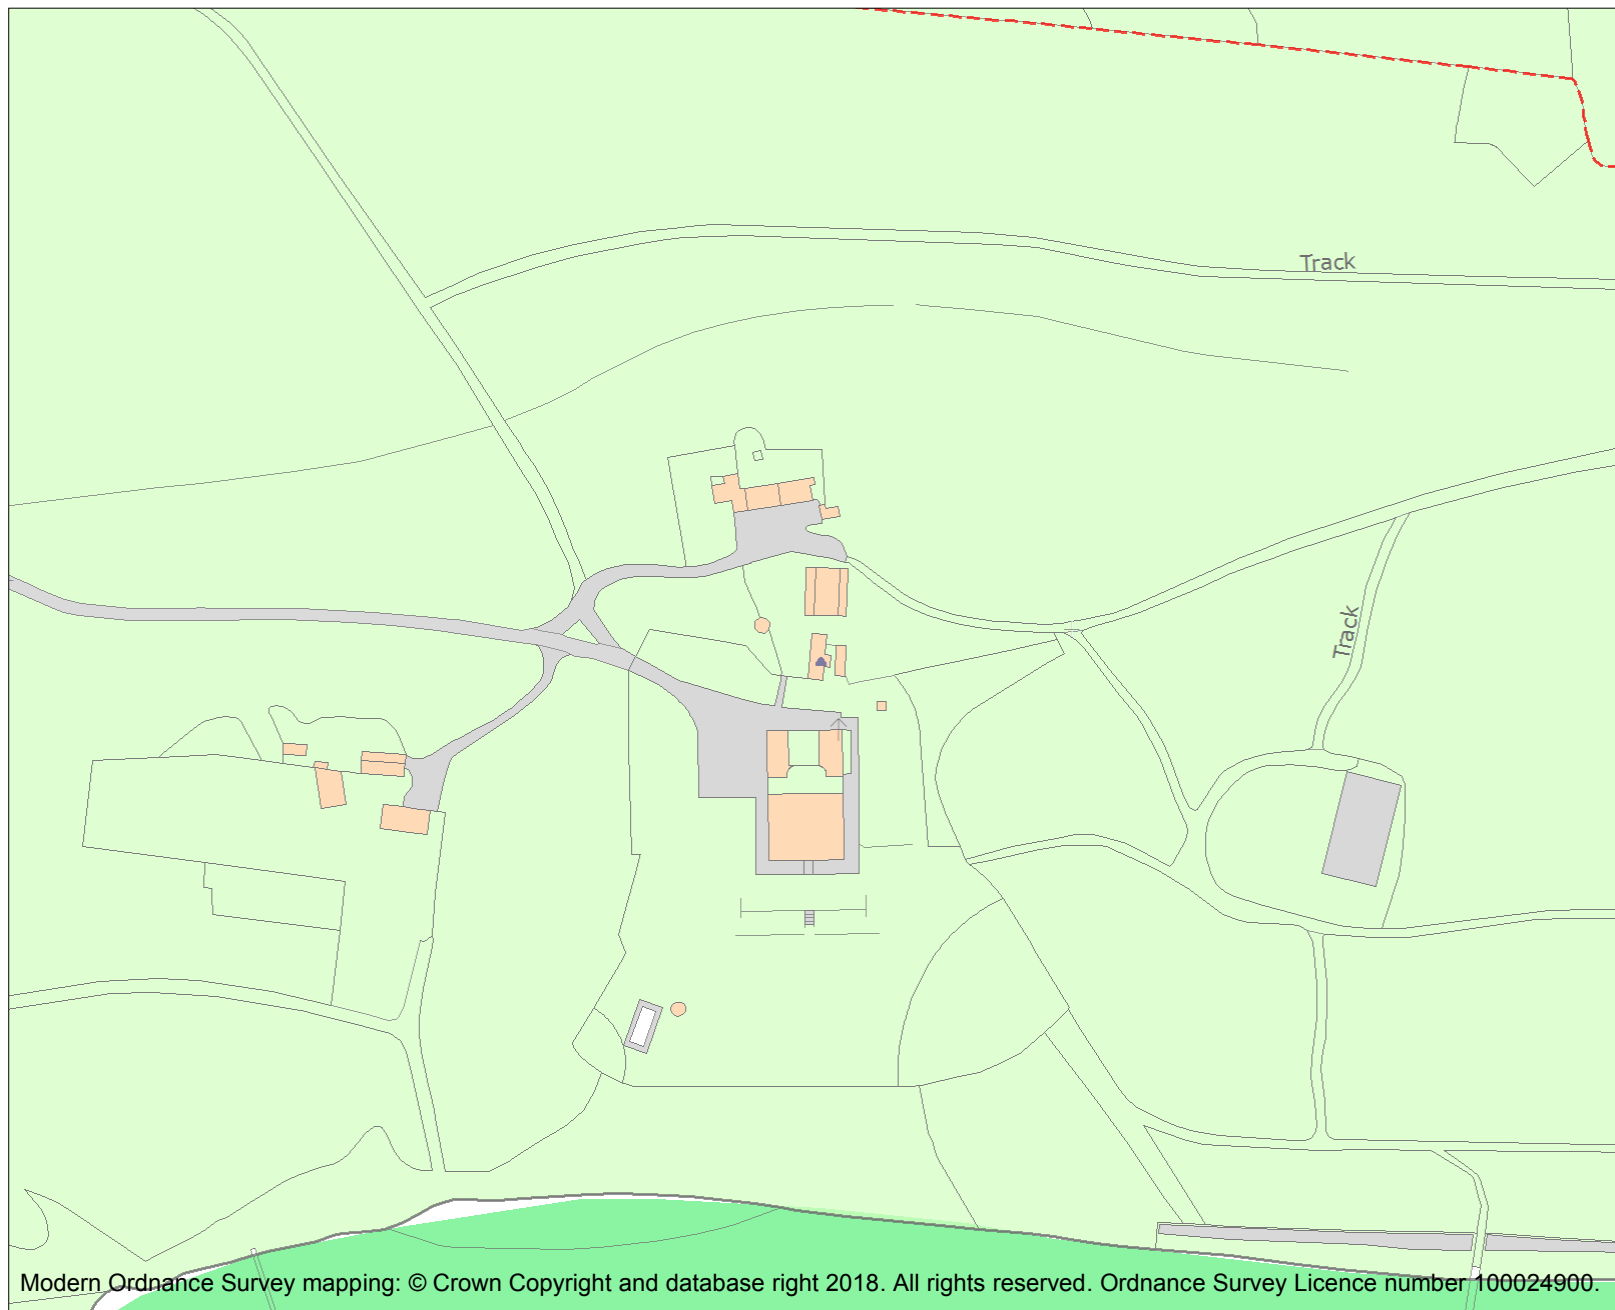 Track
Track
Modern Ordnance Survey mapping: © Crown Copyright and database right 2018. All rights reserved. Ordnance Survey Licence number 100024900.